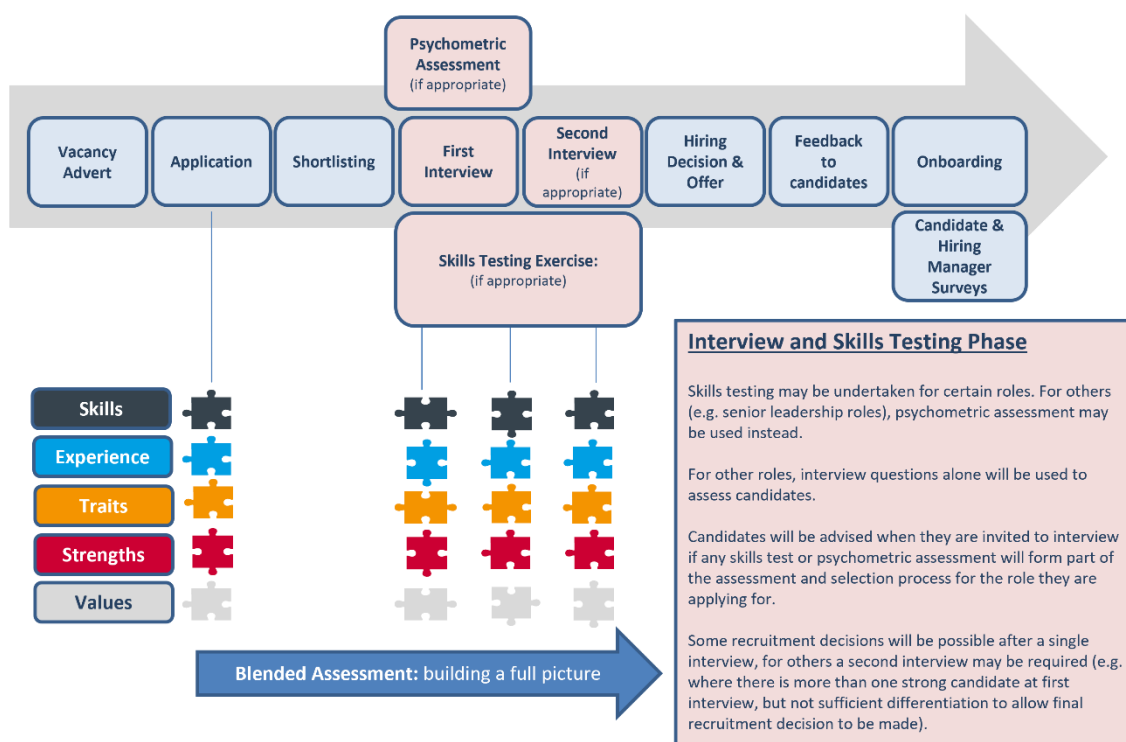 Psychometric
Assessment
(if appropriate)
Vacancy
Advert
Application
Shortlisting
First
Interview
Second
Interview
(if
appropriate)
Hiring
Decision &
Offer
Feedback
to
candidates
Onboarding
Candidate &
Hiring
Manager
Surveys
Skills Testing Exercise:
(if appropriate)
Skills
Experience
Traits
Strengths
Values
Blended Assessment: building a full picture
Interview and Skills Testing Phase
Skills testing may be undertaken for certain roles. For others
(e.g. senior leadership roles), psychometric assessment may
be used instead.
For other roles, interview questions alone will be used to
assess candidates.
Candidates will be advised when they are invited to interview
if any skills test or psychometric assessment will form part of
the assessment and selection process for the role they are
applying for.
Some recruitment decisions will be possible after a single
interview, for others a second interview may be required (e.g.
where there is more than one strong candidate at first
interview, but not sufficient differentiation to allow final
recruitment decision to be made).